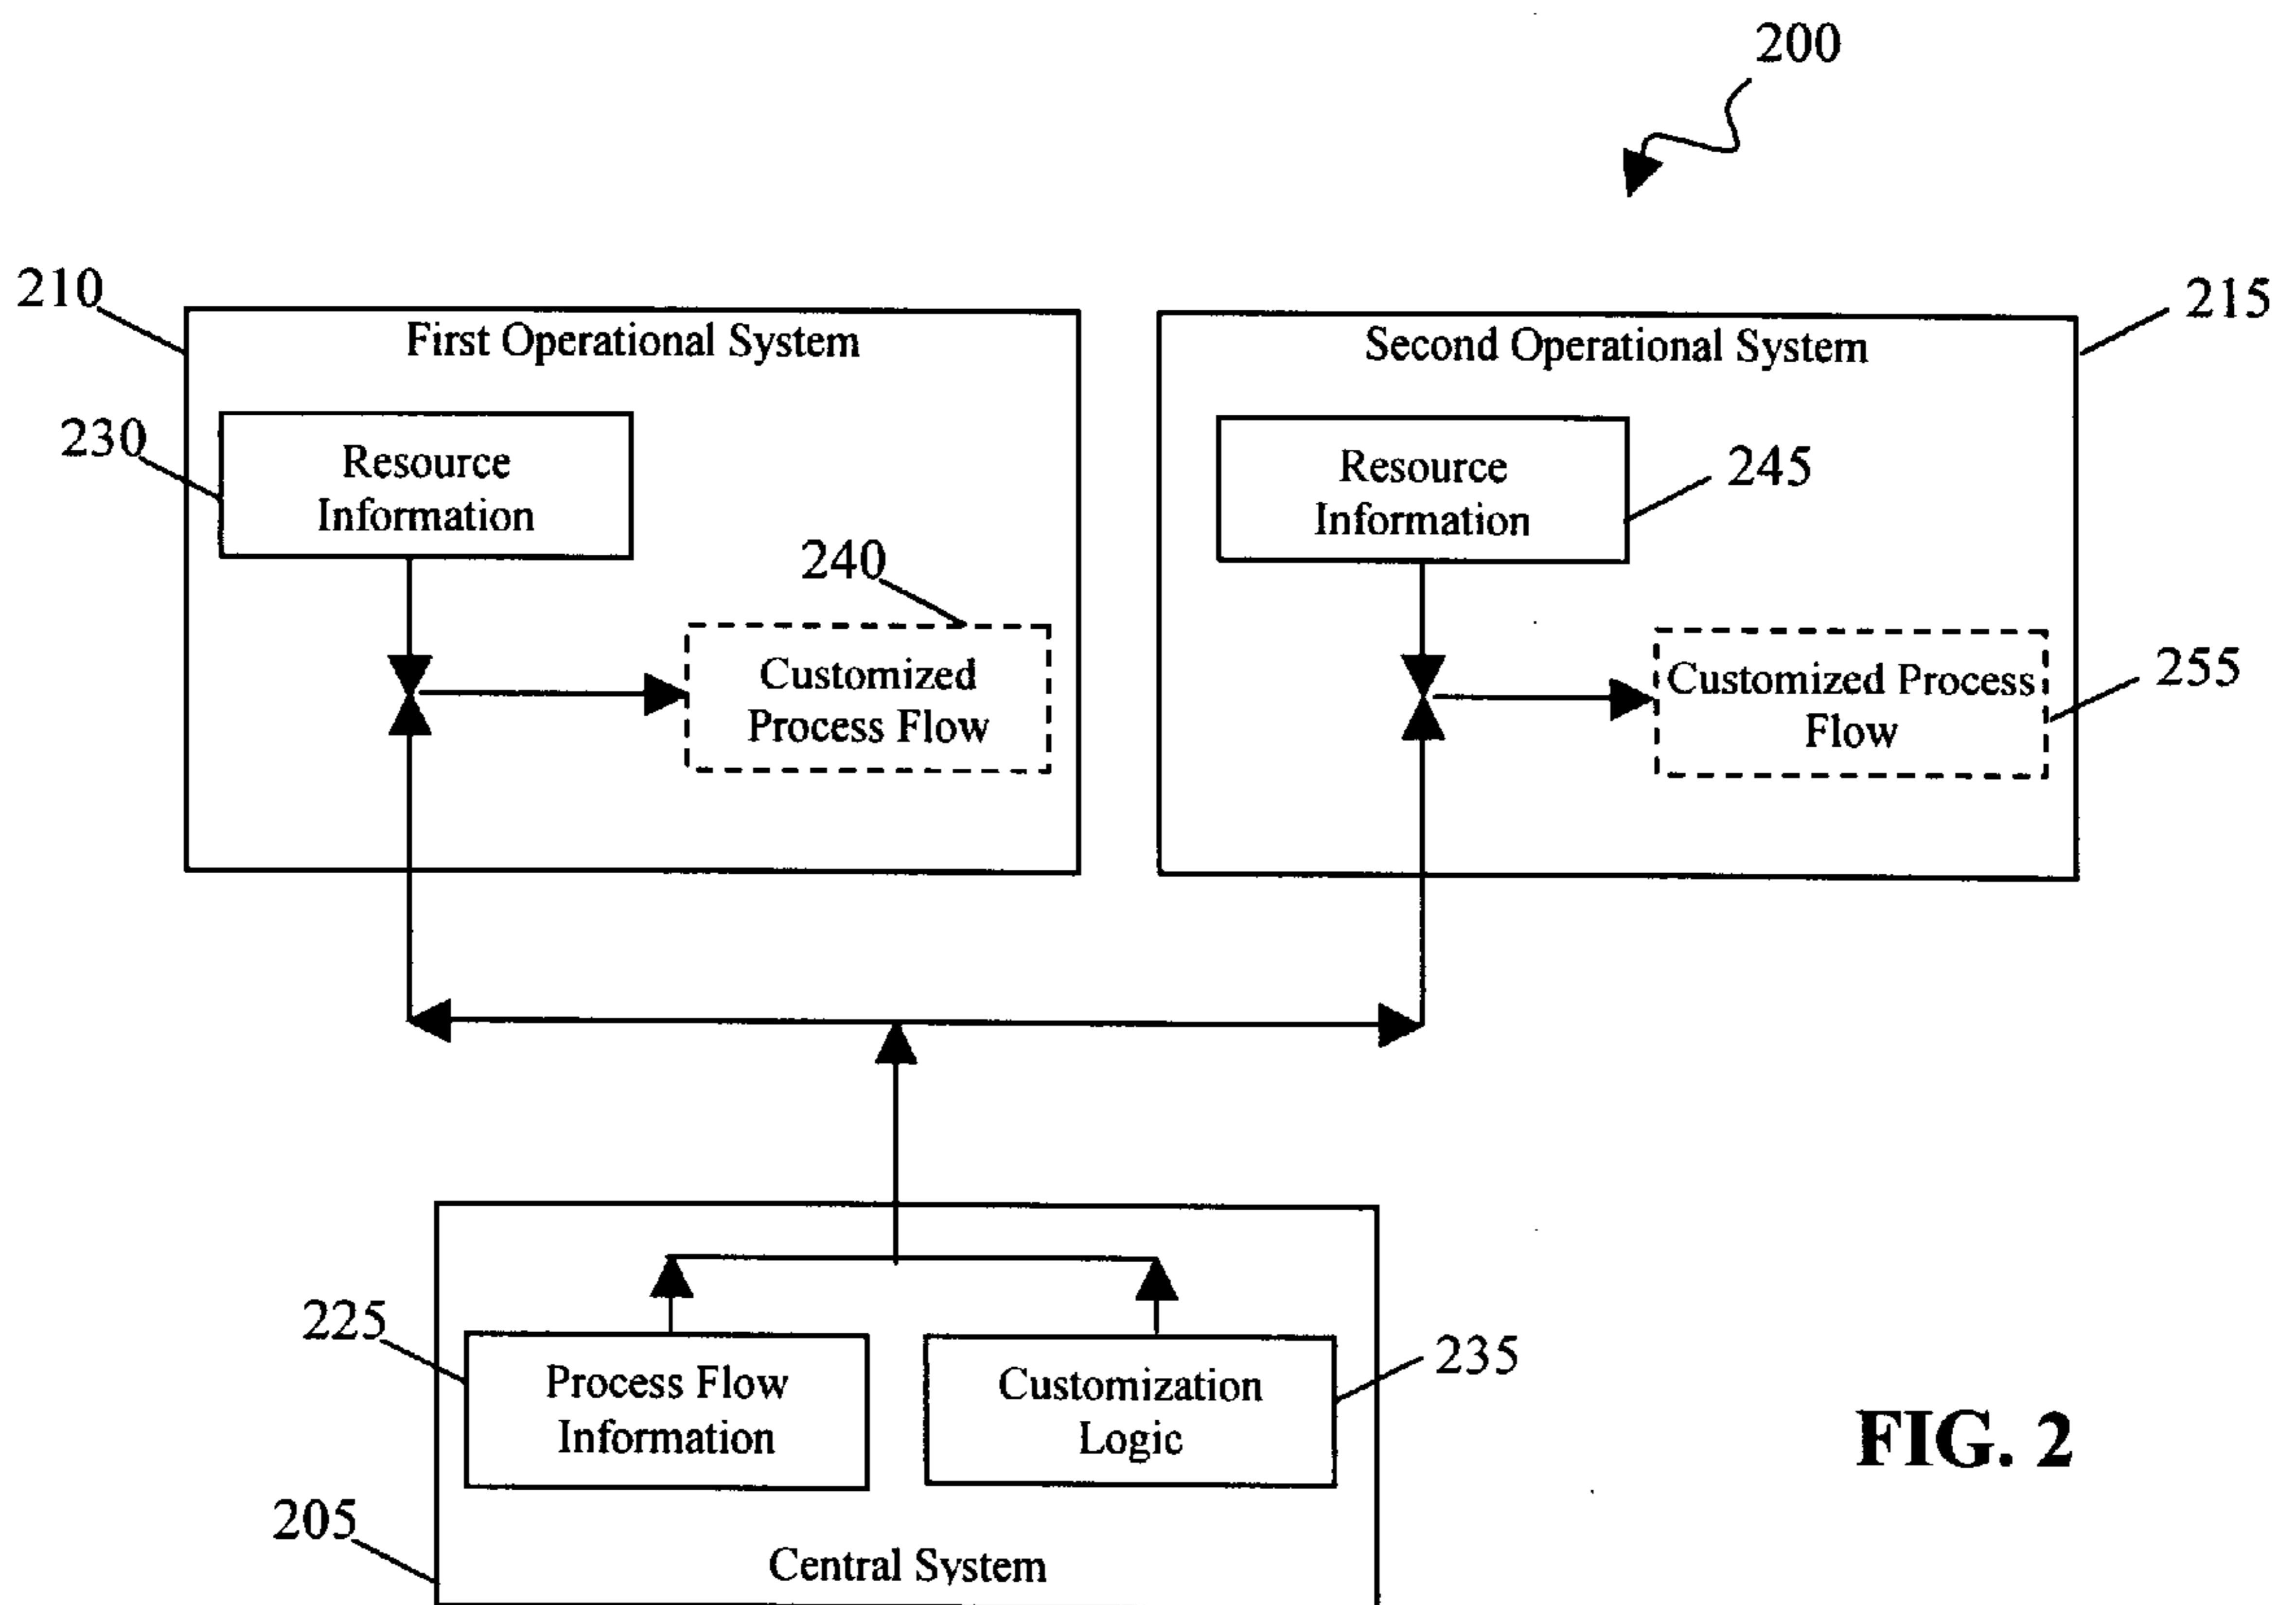 200
210
215
First Operational System
Second Operational System
230
Resource
Information
Resource
Information
245
240
Customized
Process Flow
Customized Process
Flow
255
225
Process Flow
Information
Customization
Logic
235
205
Central System
FIG. 2